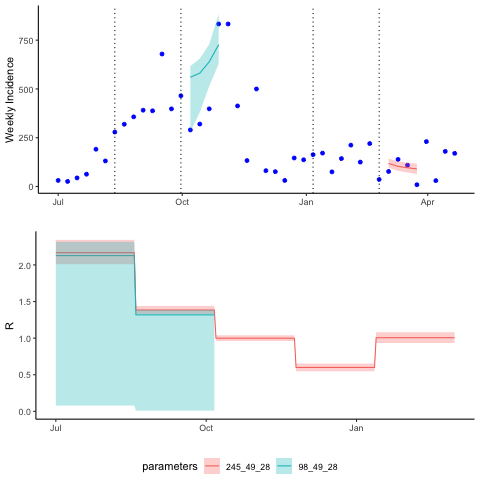 Weekly Incidence
750
500
250
0
Jul
Oct
Jan
Apr
R
2.0
1.5
1.0
0.5
0.0
Jul
Oct
Jan
parameters
245_49_28
98_49_28